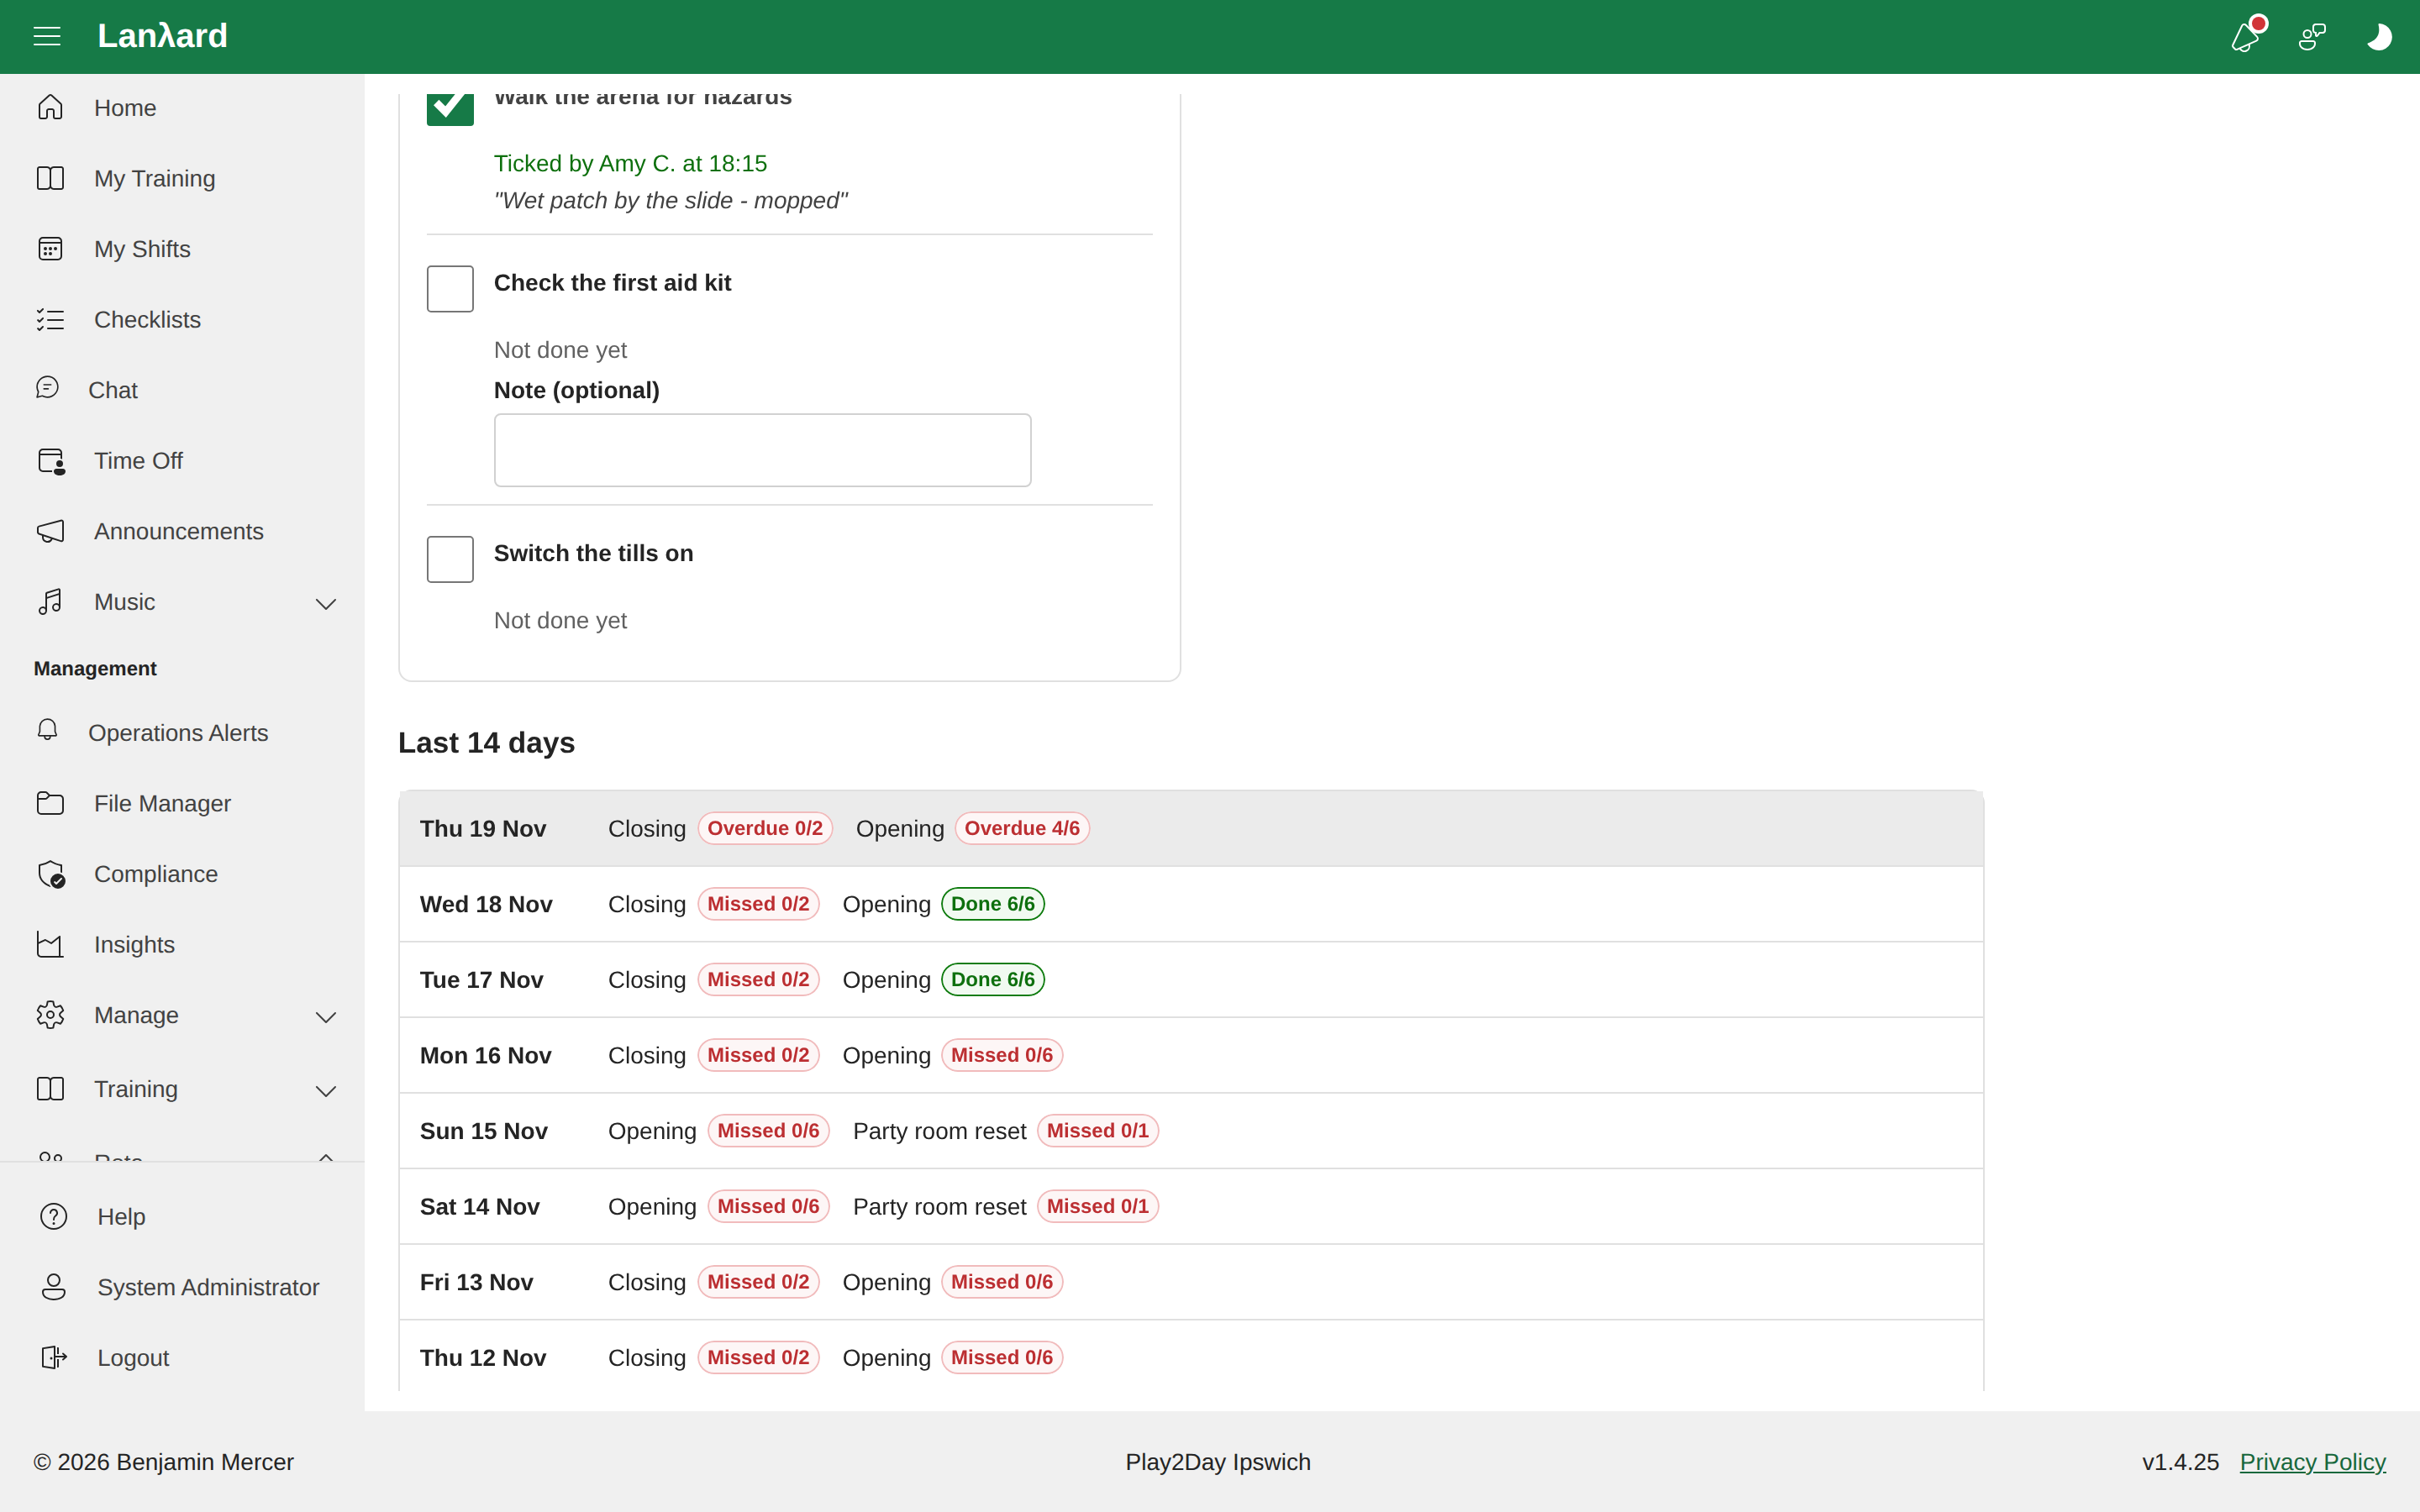 Lanλard
Home
My Training
My Shifts
Checklists
Chat
Time Off
Announcements
Music
Management
Operations Alerts
File Manager
Compliance
Insights
Manage
Training
Rota
Help
System Administrator
Logout
Walk the arena for hazards
Ticked by Amy C. at 18:15
"Wet patch by the slide - mopped"
Check the first aid kit
Not done yet
Note (optional)
Switch the tills on
Not done yet
Last 14 days
Thu 19 Nov Closing Overdue 0/2 Opening Overdue 4/6
Wed 18 Nov Closing Missed 0/2 Opening Done 6/6
Tue 17 Nov Closing Missed 0/2 Opening Done 6/6
Mon 16 Nov Closing Missed 0/2 Opening Missed 0/6
Sun 15 Nov Opening Missed 0/6 Party room reset Missed 0/1
Sat 14 Nov Opening Missed 0/6 Party room reset Missed 0/1
Fri 13 Nov Closing Missed 0/2 Opening Missed 0/6
Thu 12 Nov Closing Missed 0/2 Opening Missed 0/6
© 2026 Benjamin Mercer
Play2Day Ipswich
v1.4.25 Privacy Policy